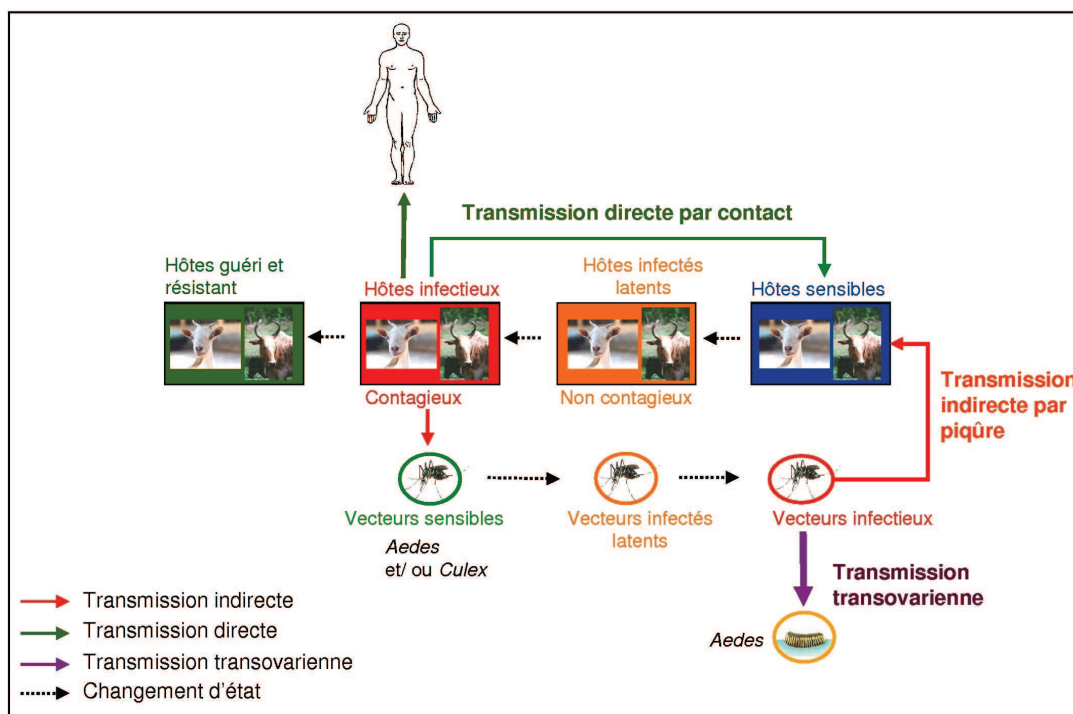 Transmission directe par contact
Hôtes guéri et
résistant
Hôtes infectieux
Hôtes infectés
latents
Hôtes sensibles
Contagieux
Non contagieux
Transmission
indirecte par
piqûre
Vecteurs sensibles
Vecteurs infectés
latents
Vecteurs infectieux
Aedes
et/ ou Culex
Transmission
transovarienne
Aedes
Transmission indirecte
Transmission directe
Transmission transovarienne
Changement d'état